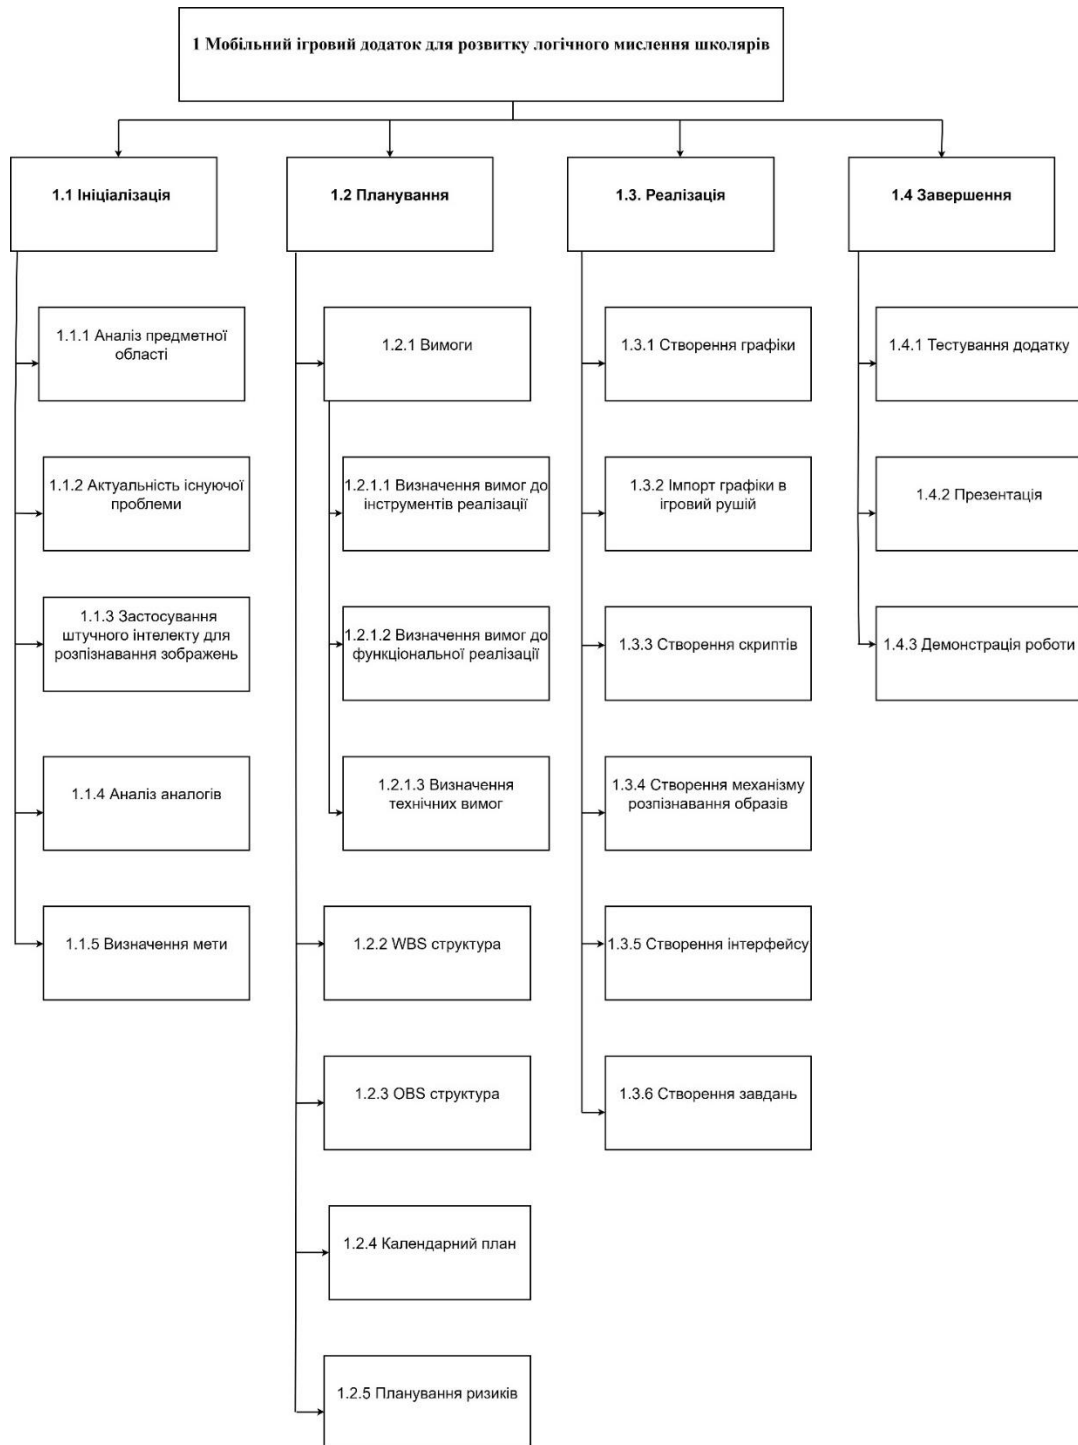 1 Мобільний ігровий додаток для розвитку логічного мислення школярів
1.1 Ініціалізація
1.2 Планування
1.3. Реалізація
1.4 Завершення
1.1.1 Аналіз предметної
області
1.1.2 Актуальність існуючої
проблеми
1.1.3 Застосування
штучного інтелекту для
розпізнавання зображень
1.1.4 Аналіз аналогів
1.1.5 Визначення мети
1.2.1 Вимоги
1.2.1.1 Визначення вимог до
інструментів реалізації
1.2.1.2 Визначення вимог до
функціональної реалізації
1.2.1.3 Визначення
технічних вимог
1.2.2 WBS структура
1.2.3 OBS структура
1.2.4 Календарний план
1.2.5 Планування ризиків
1.3.1 Створення графіки
1.3.2 Імпорт графіки в
ігровий рушій
1.3.3 Створення скриптів
1.3.4 Створення механізму
розпізнавання образів
1.3.5 Створення інтерфейсу
1.3.6 Створення завдань
1.4.1 Тестування додатку
1.4.2 Презентація
1.4.3 Демонстрація роботи